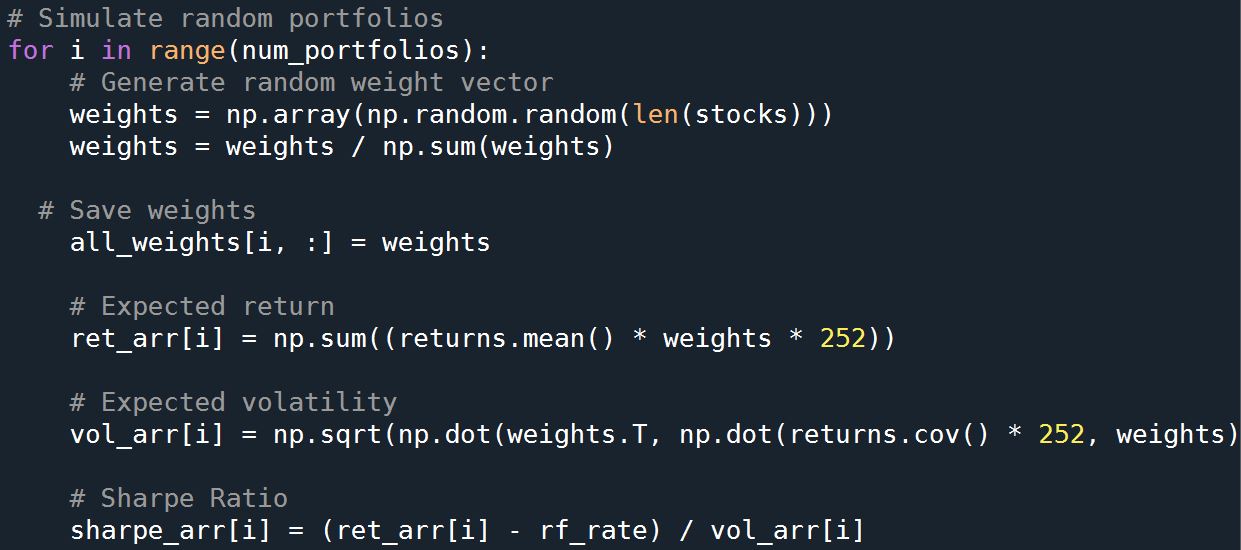 # Simulate random portfolios
for i in range(num_portfolios):
    # Generate random weight vector
    weights = np.array(np.random.random(len(stocks)))
    weights = weights / np.sum(weights)

  # Save weights
    all_weights[i, :] = weights

    # Expected return
    ret_arr[i] = np.sum((returns.mean() * weights * 252))

    # Expected volatility
    vol_arr[i] = np.sqrt(np.dot(weights.T, np.dot(returns.cov() * 252, weights)

    # Sharpe Ratio
    sharpe_arr[i] = (ret_arr[i] - rf_rate) / vol_arr[i]